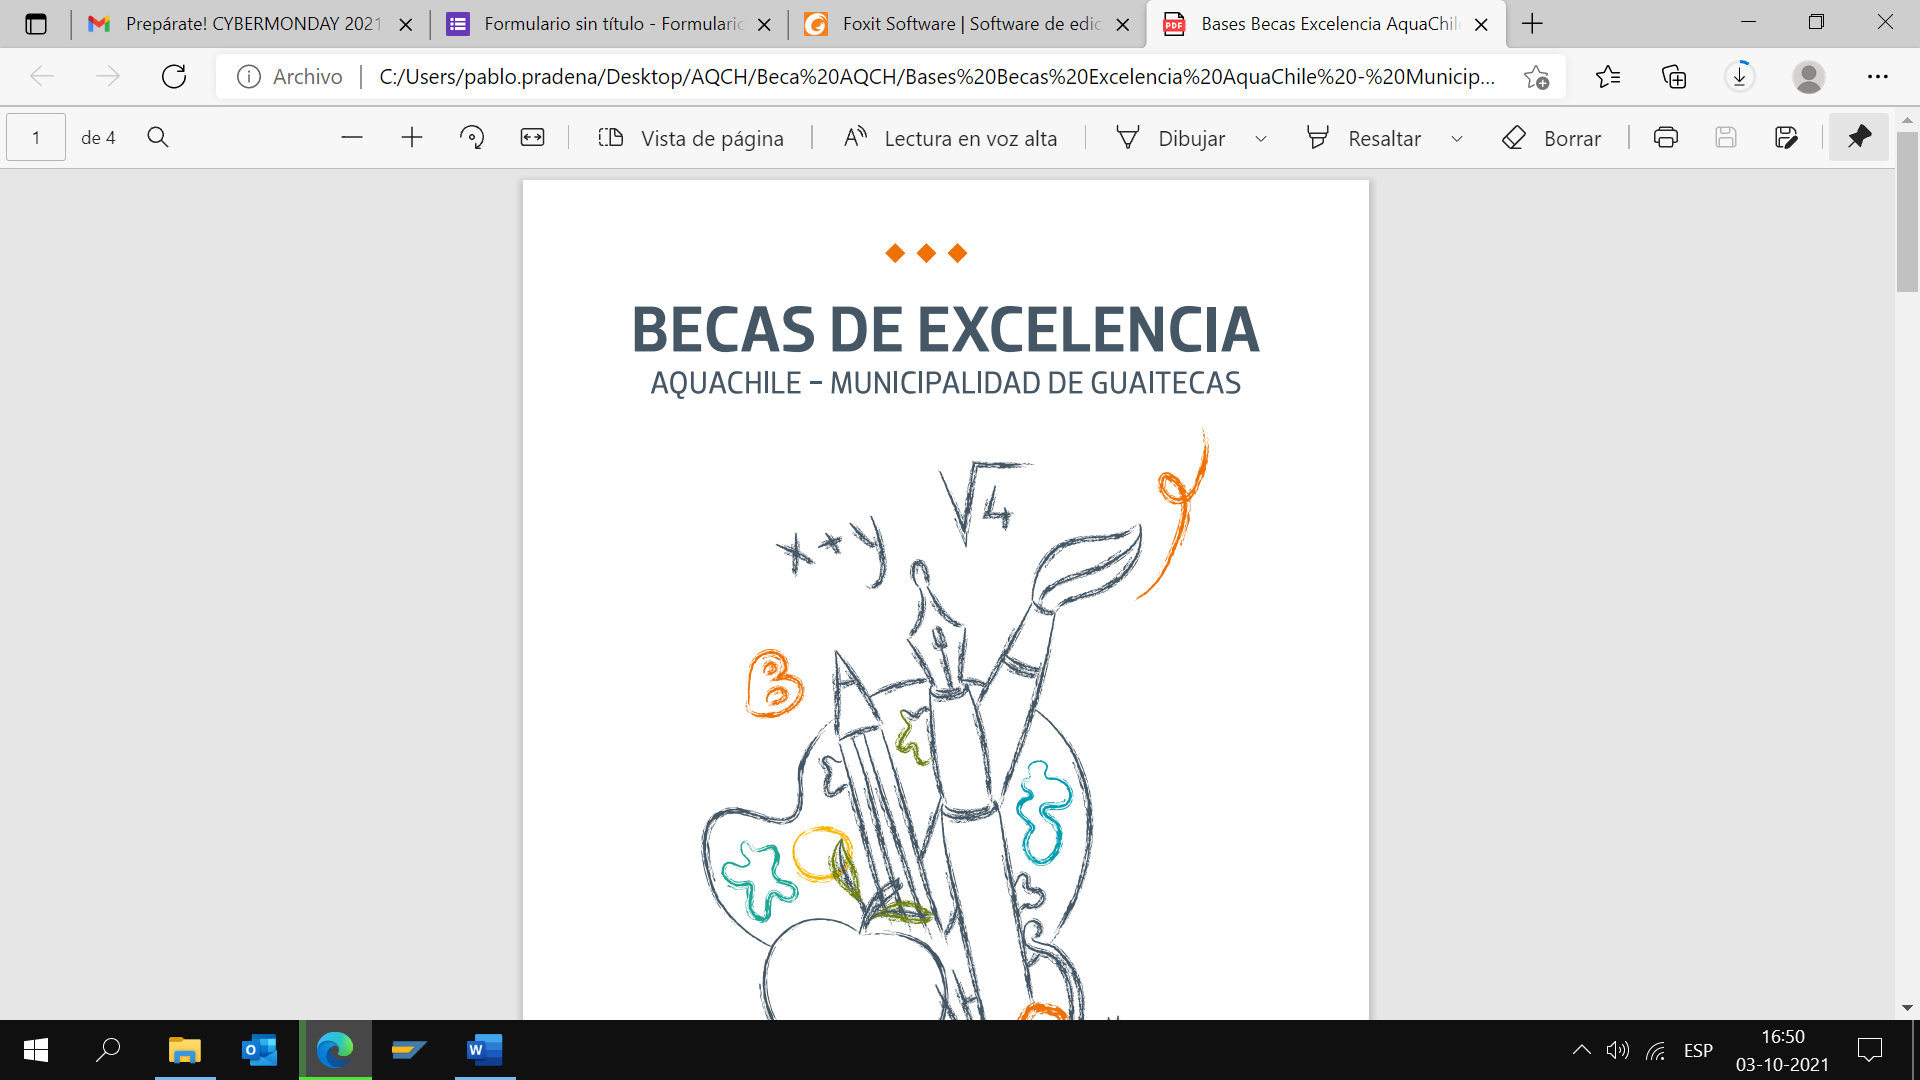 Prepárate! CYBERMONDAY 2021
Formulario sin título - Formulario
Foxit Software | Software de edic
Bases Becas Excelencia AquaChile
Archivo
C:/Users/pablo.pradena/Desktop/AQCH/Beca%20AQCH/Bases%20Becas%20Excelencia%20AquaChile%20-%20Municip...
1 de 4
Vista de página
Lectura en voz alta
Dibujar
Resaltar
Borrar
BECAS DE EXCELENCIA
AQUACHILE – MUNICIPALIDAD DE GUAITECAS
√4
x+y
B
ESP
16:50
03-10-2021